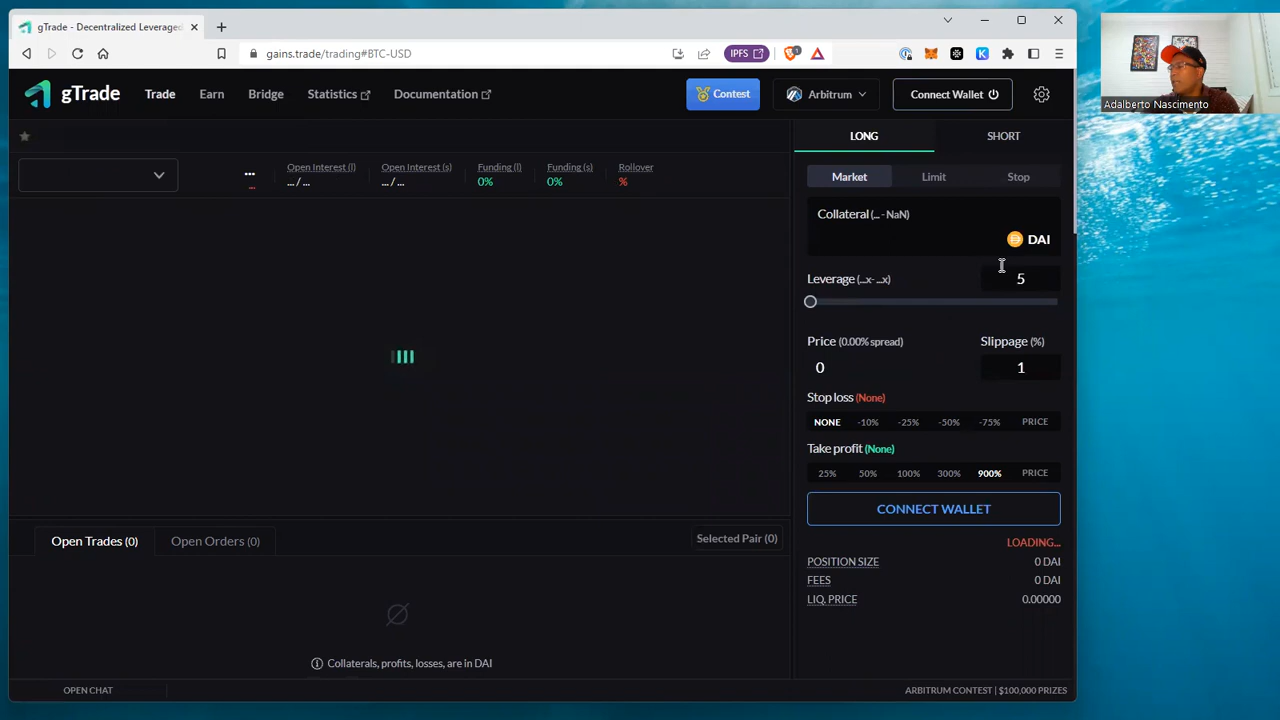 gTrade - Decentralized Leveraged
gains.trade/trading#BTC-USD
IPFS
1
Adalberto Nascimento
gTrade
Trade
Earn
Bridge
Statistics
Documentation
Contest
Arbitrum
Connect Wallet
LONG
SHORT
...
...
Open Interest (l)
... / ...
Open Interest (s)
... / ...
Funding (l)
0%
Funding (s)
0%
Rollover
%
Market
Limit
Stop
Collateral (... - NaN)
DAI
Leverage (...x- ...x)
5
Price (0.00% spread)
Slippage (%)
0
1
Stop loss (None)
NONE
-10%
-25%
-50%
-75%
PRICE
Take profit (None)
25%
50%
100%
300%
900%
PRICE
CONNECT WALLET
LOADING...
POSITION SIZE
0 DAI
FEES
0 DAI
LIQ. PRICE
0.00000
Open Trades (0)
Open Orders (0)
Selected Pair (0)
Collaterals, profits, losses, are in DAI
OPEN CHAT
ARBITRUM CONTEST | $100,000 PRIZES